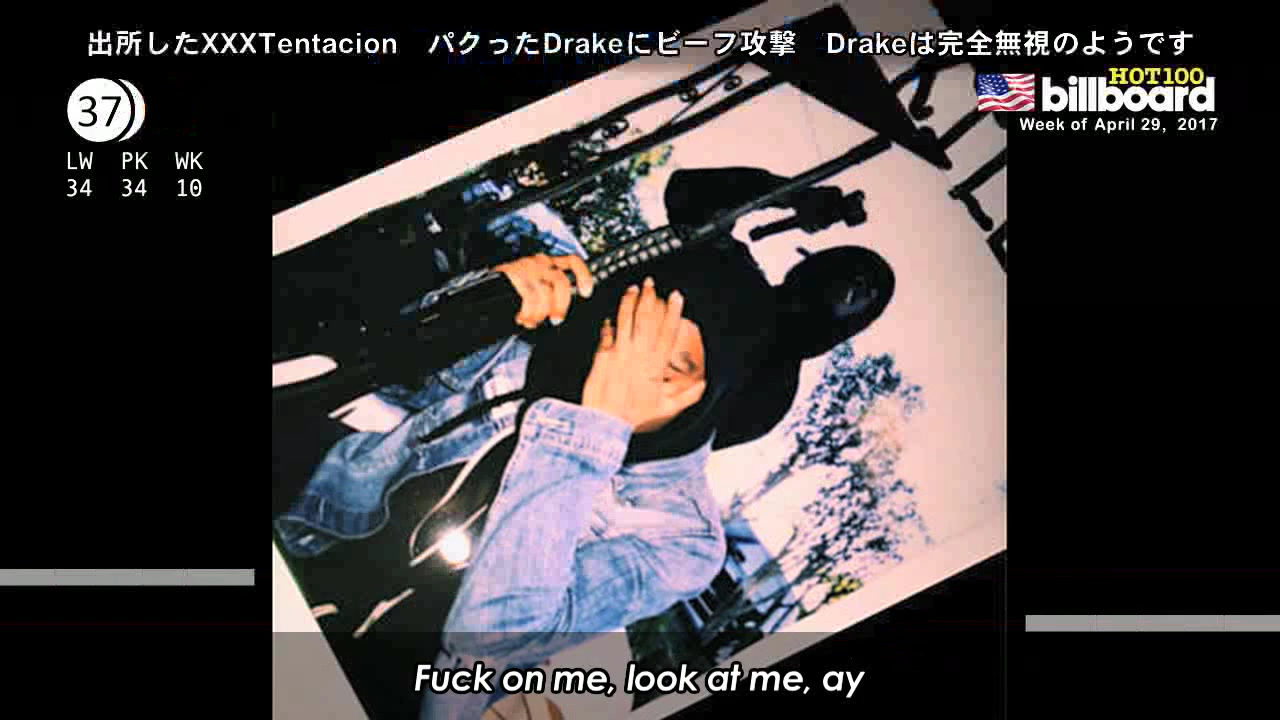 出所したXXXTentacion　パクったDrakeにビーフ攻撃　Drakeは完全無視のようです
37
HOT100
billboard
Week of April 29, 2017
LW PK WK
34 34 10
Fuck on me, look at me, ay